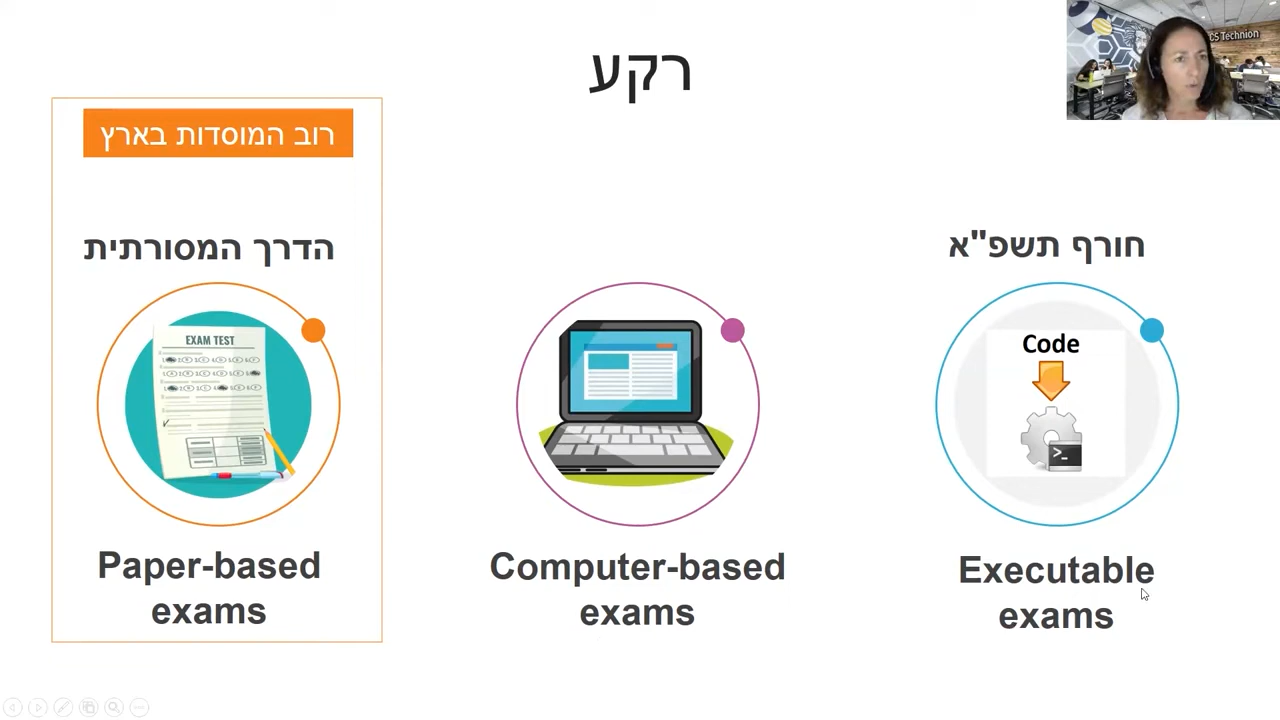 רקע
CS Technion
רוב המוסדות בארץ
הדרך המסורתית
EXAM TEST
Paper-based
exams
Computer-based
exams
חורף תשפ"א
Code
>_
Executable
exams